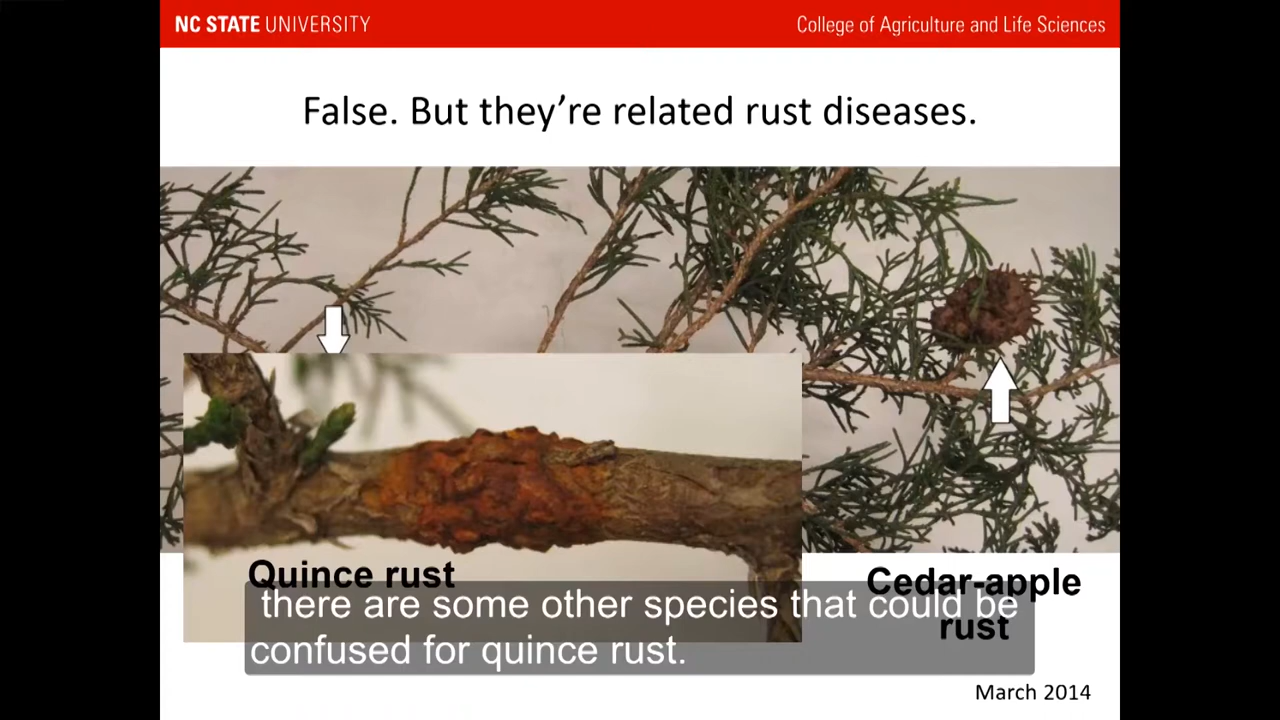 NC STATE UNIVERSITY
College of Agriculture and Life Sciences
False. But they're related rust diseases.
Quince rust
Cedar-apple
rust
there are some other species that could be
confused for quince rust.
March 2014